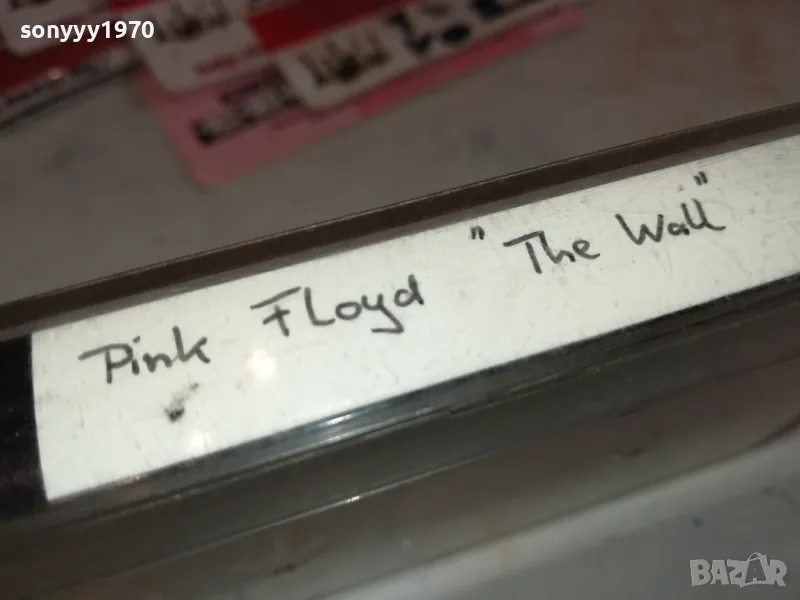 sonyyy1970
Pink Floyd "The Wall"
BAZAR